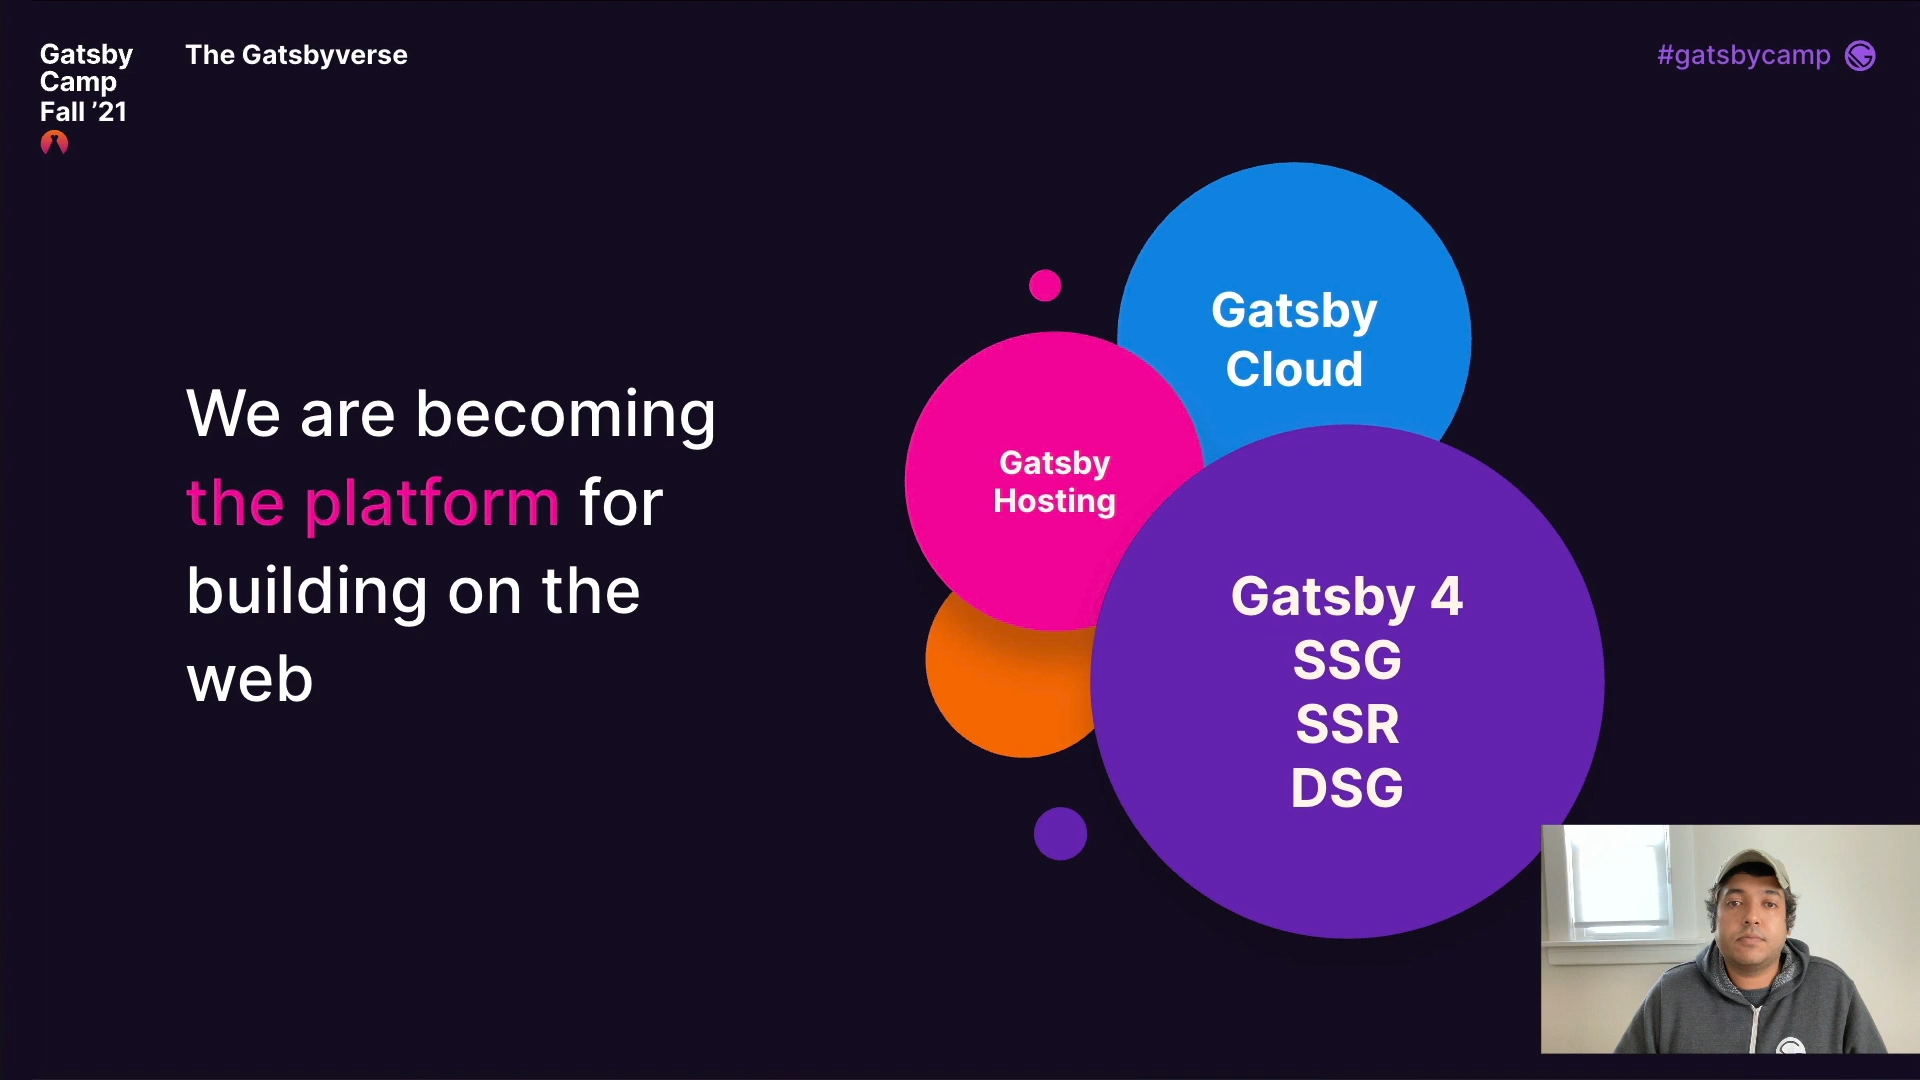 Gatsby
Camp
Fall ’21
The Gatsbyverse
#gatsbycamp
We are becoming
the platform for
building on the
web
Gatsby
Cloud
Gatsby
Hosting
Gatsby 4
SSG
SSR
DSG